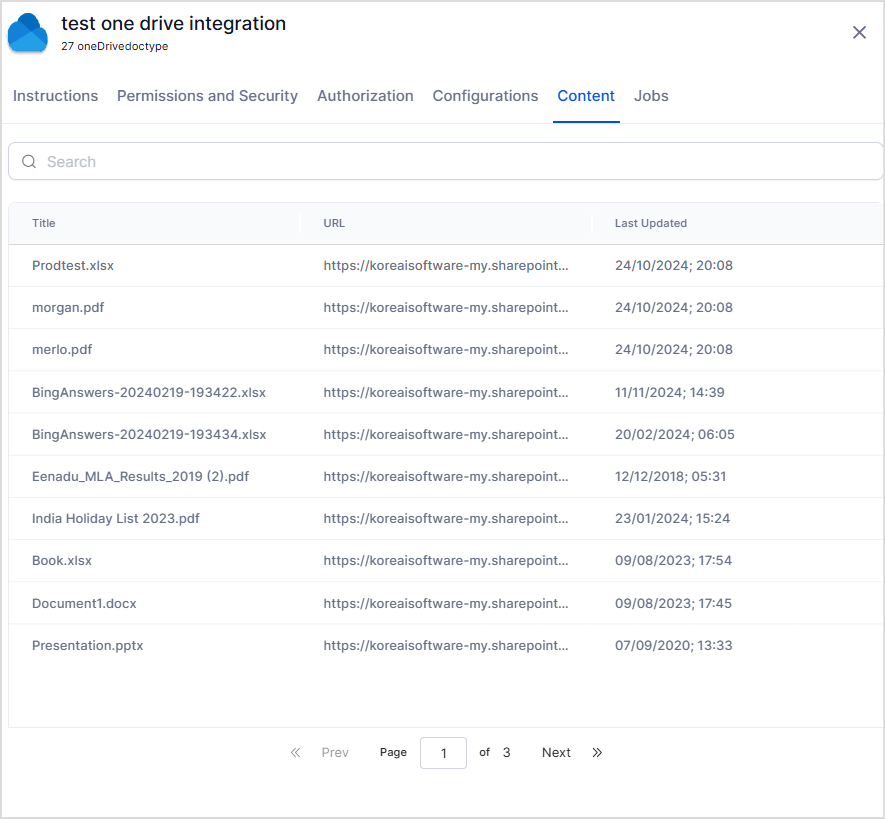 test one drive integration
27 oneDrivedoctype
Instructions Permissions and Security Authorization Configurations Content Jobs
Search
Title URL Last Updated
Prodtest.xlsx https://koreaisoftware-my.sharepoint... 24/10/2024; 20:08
morgan.pdf https://koreaisoftware-my.sharepoint... 24/10/2024; 20:08
merlo.pdf https://koreaisoftware-my.sharepoint... 24/10/2024; 20:08
BingAnswers-20240219-193422.xlsx https://koreaisoftware-my.sharepoint... 11/11/2024; 14:39
BingAnswers-20240219-193434.xlsx https://koreaisoftware-my.sharepoint... 20/02/2024; 06:05
Eenadu_MLA_Results_2019 (2).pdf https://koreaisoftware-my.sharepoint... 12/12/2018; 05:31
India Holiday List 2023.pdf https://koreaisoftware-my.sharepoint... 23/01/2024; 15:24
Book.xlsx https://koreaisoftware-my.sharepoint... 09/08/2023; 17:54
Document1.docx https://koreaisoftware-my.sharepoint... 09/08/2023; 17:45
Presentation.pptx https://koreaisoftware-my.sharepoint... 07/09/2020; 13:33
Prev Page 1 of 3 Next